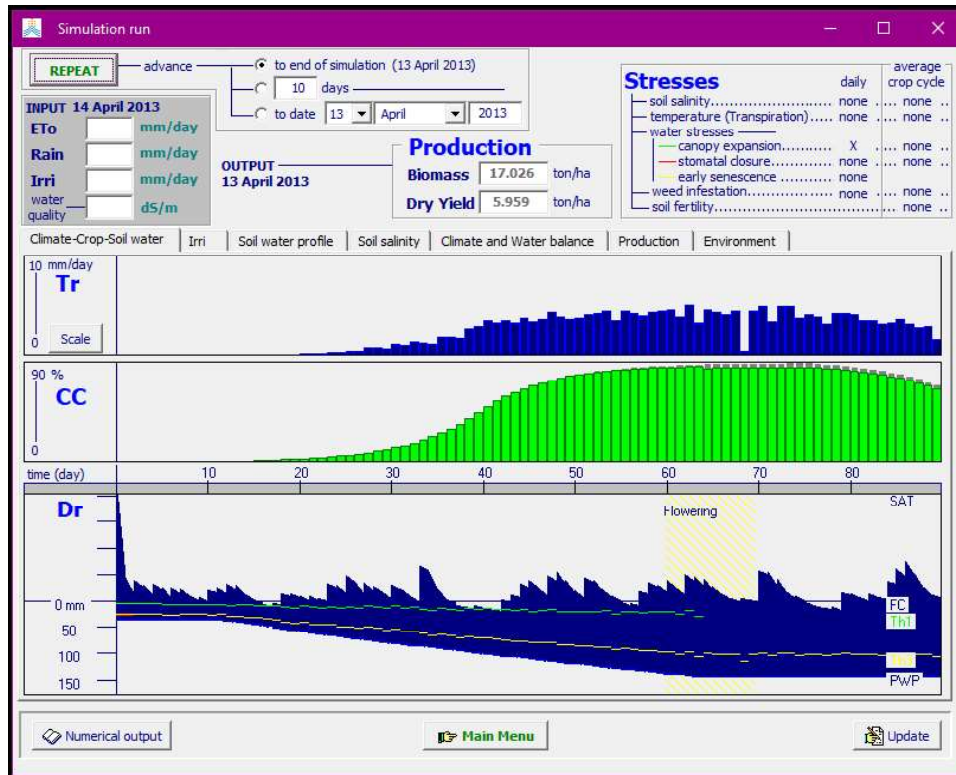 Simulation run
REPEAT
advance
to end of simulation (13 April 2013)
10 days
to date 13 April 2013
INPUT 14 April 2013
ETo mm/day
Rain mm/day
Irri mm/day
water quality dS/m
OUTPUT
13 April 2013
Production
Biomass 17.026 ton/ha
Dry Yield 5.959 ton/ha
Stresses daily average crop cycle
soil salinity........................... none .... none ..
temperature (Transpiration)..... none .... none ..
water stresses
canopy expansion............. X .... none ..
stomatal closure............... none .... none ..
early senescence ............. none
weed infestation.................... none .... none ..
soil fertility............................................. none ..
Climate-Crop-Soil water Irri Soil water profile Soil salinity Climate and Water balance Production Environment
10 mm/day
Tr
0 Scale
90 %
CC
0
time (day) 10 20 30 40 50 60 70 80
Dr Flowering SAT
0 mm FC
50 Th1
100
150 PWP
Numerical output Main Menu Update